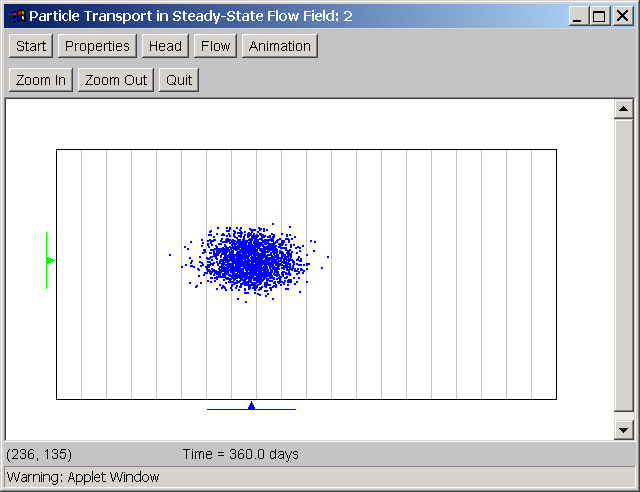 Particle Transport in Steady-State Flow Field: 2
Start Properties Head Flow Animation
Zoom In Zoom Out Quit
(236, 135) Time = 360.0 days
Warning: Applet Window